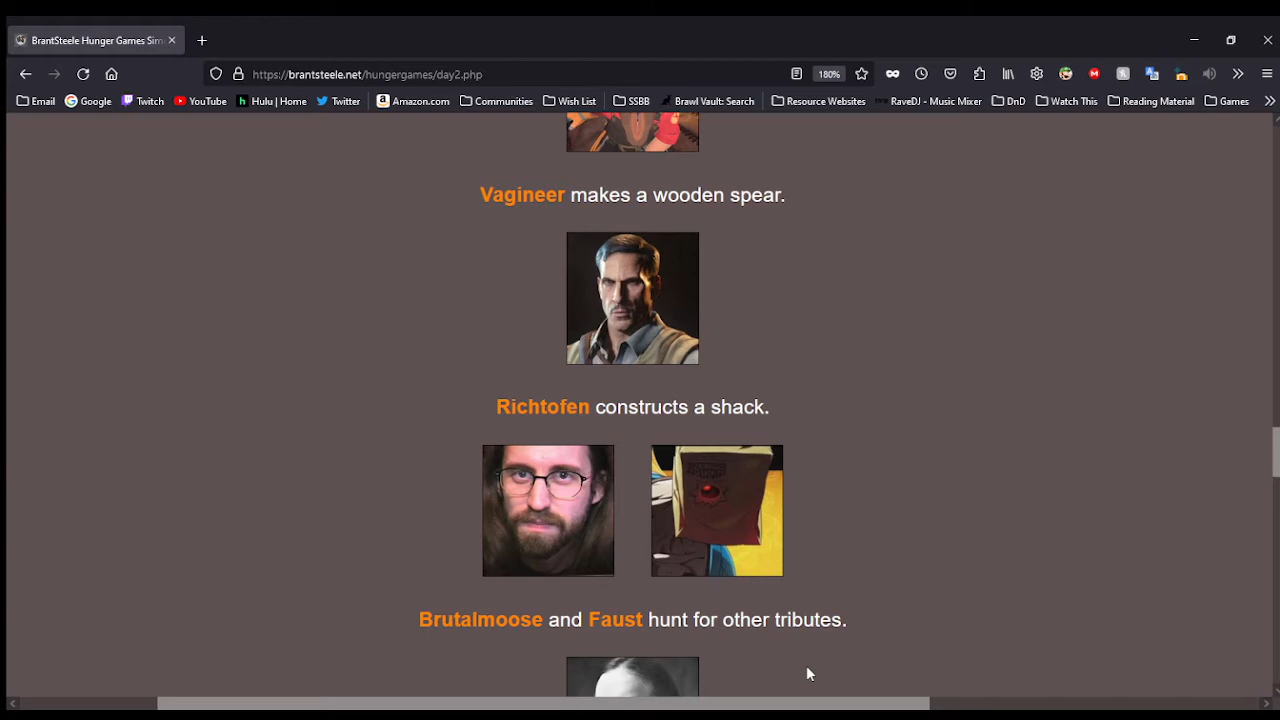 BrantSteele Hunger Games Sim
https://brantsteele.net/hungergames/day2.php
180%
Email Google Twitch YouTube Hulu | Home Twitter Amazon.com Communities Wish List SSBB Brawl Vault: Search Resource Websites RaveDJ - Music Mixer DnD Watch This Reading Material Games
Vagineer makes a wooden spear.
Richtofen constructs a shack.
Brutalmoose and Faust hunt for other tributes.